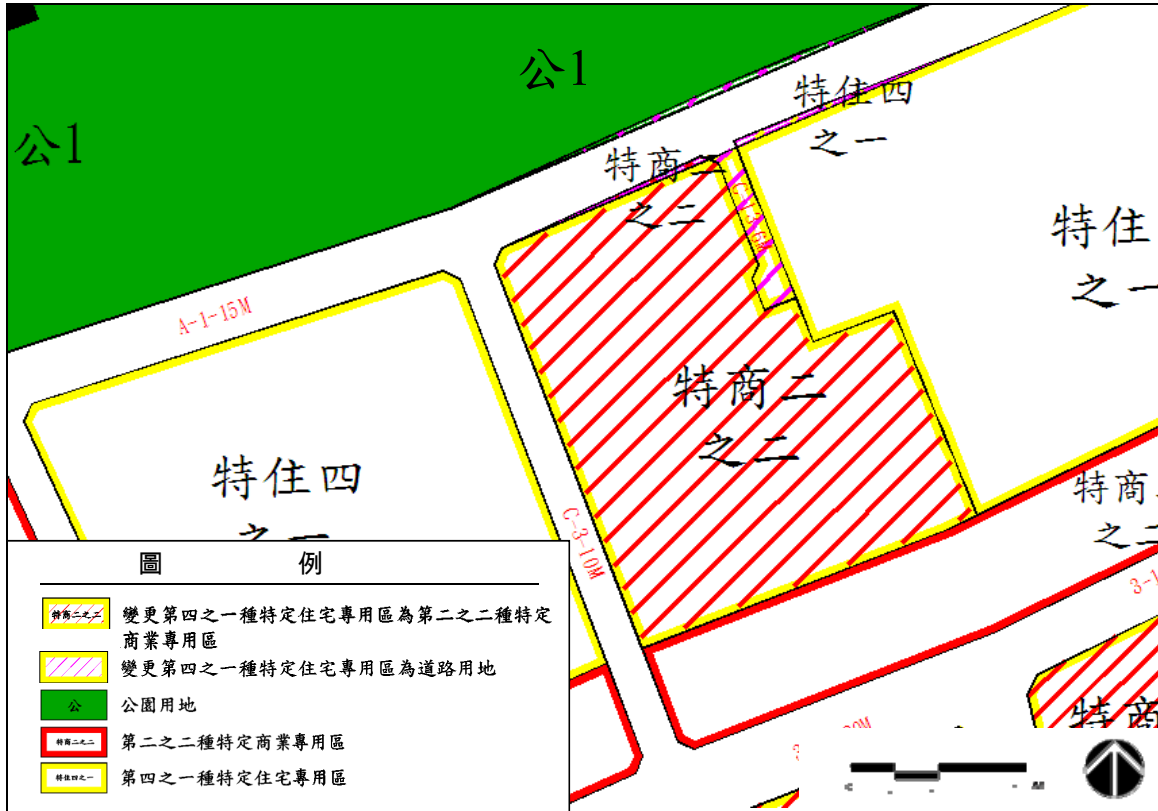 公1
公1
特住四
之一
特商二
之二
特住
之一
A-1-15M
特商二
之二
特住四
之一
特商
之二
C-3-10M
3-1
特商
圖 例
特商二之二
變更第四之一種特定住宅專用區為第二之二種特定
商業專用區
變更第四之一種特定住宅專用區為道路用地
公
公園用地
特商二之二
第二之二種特定商業專用區
特住四之一
第四之一種特定住宅專用區